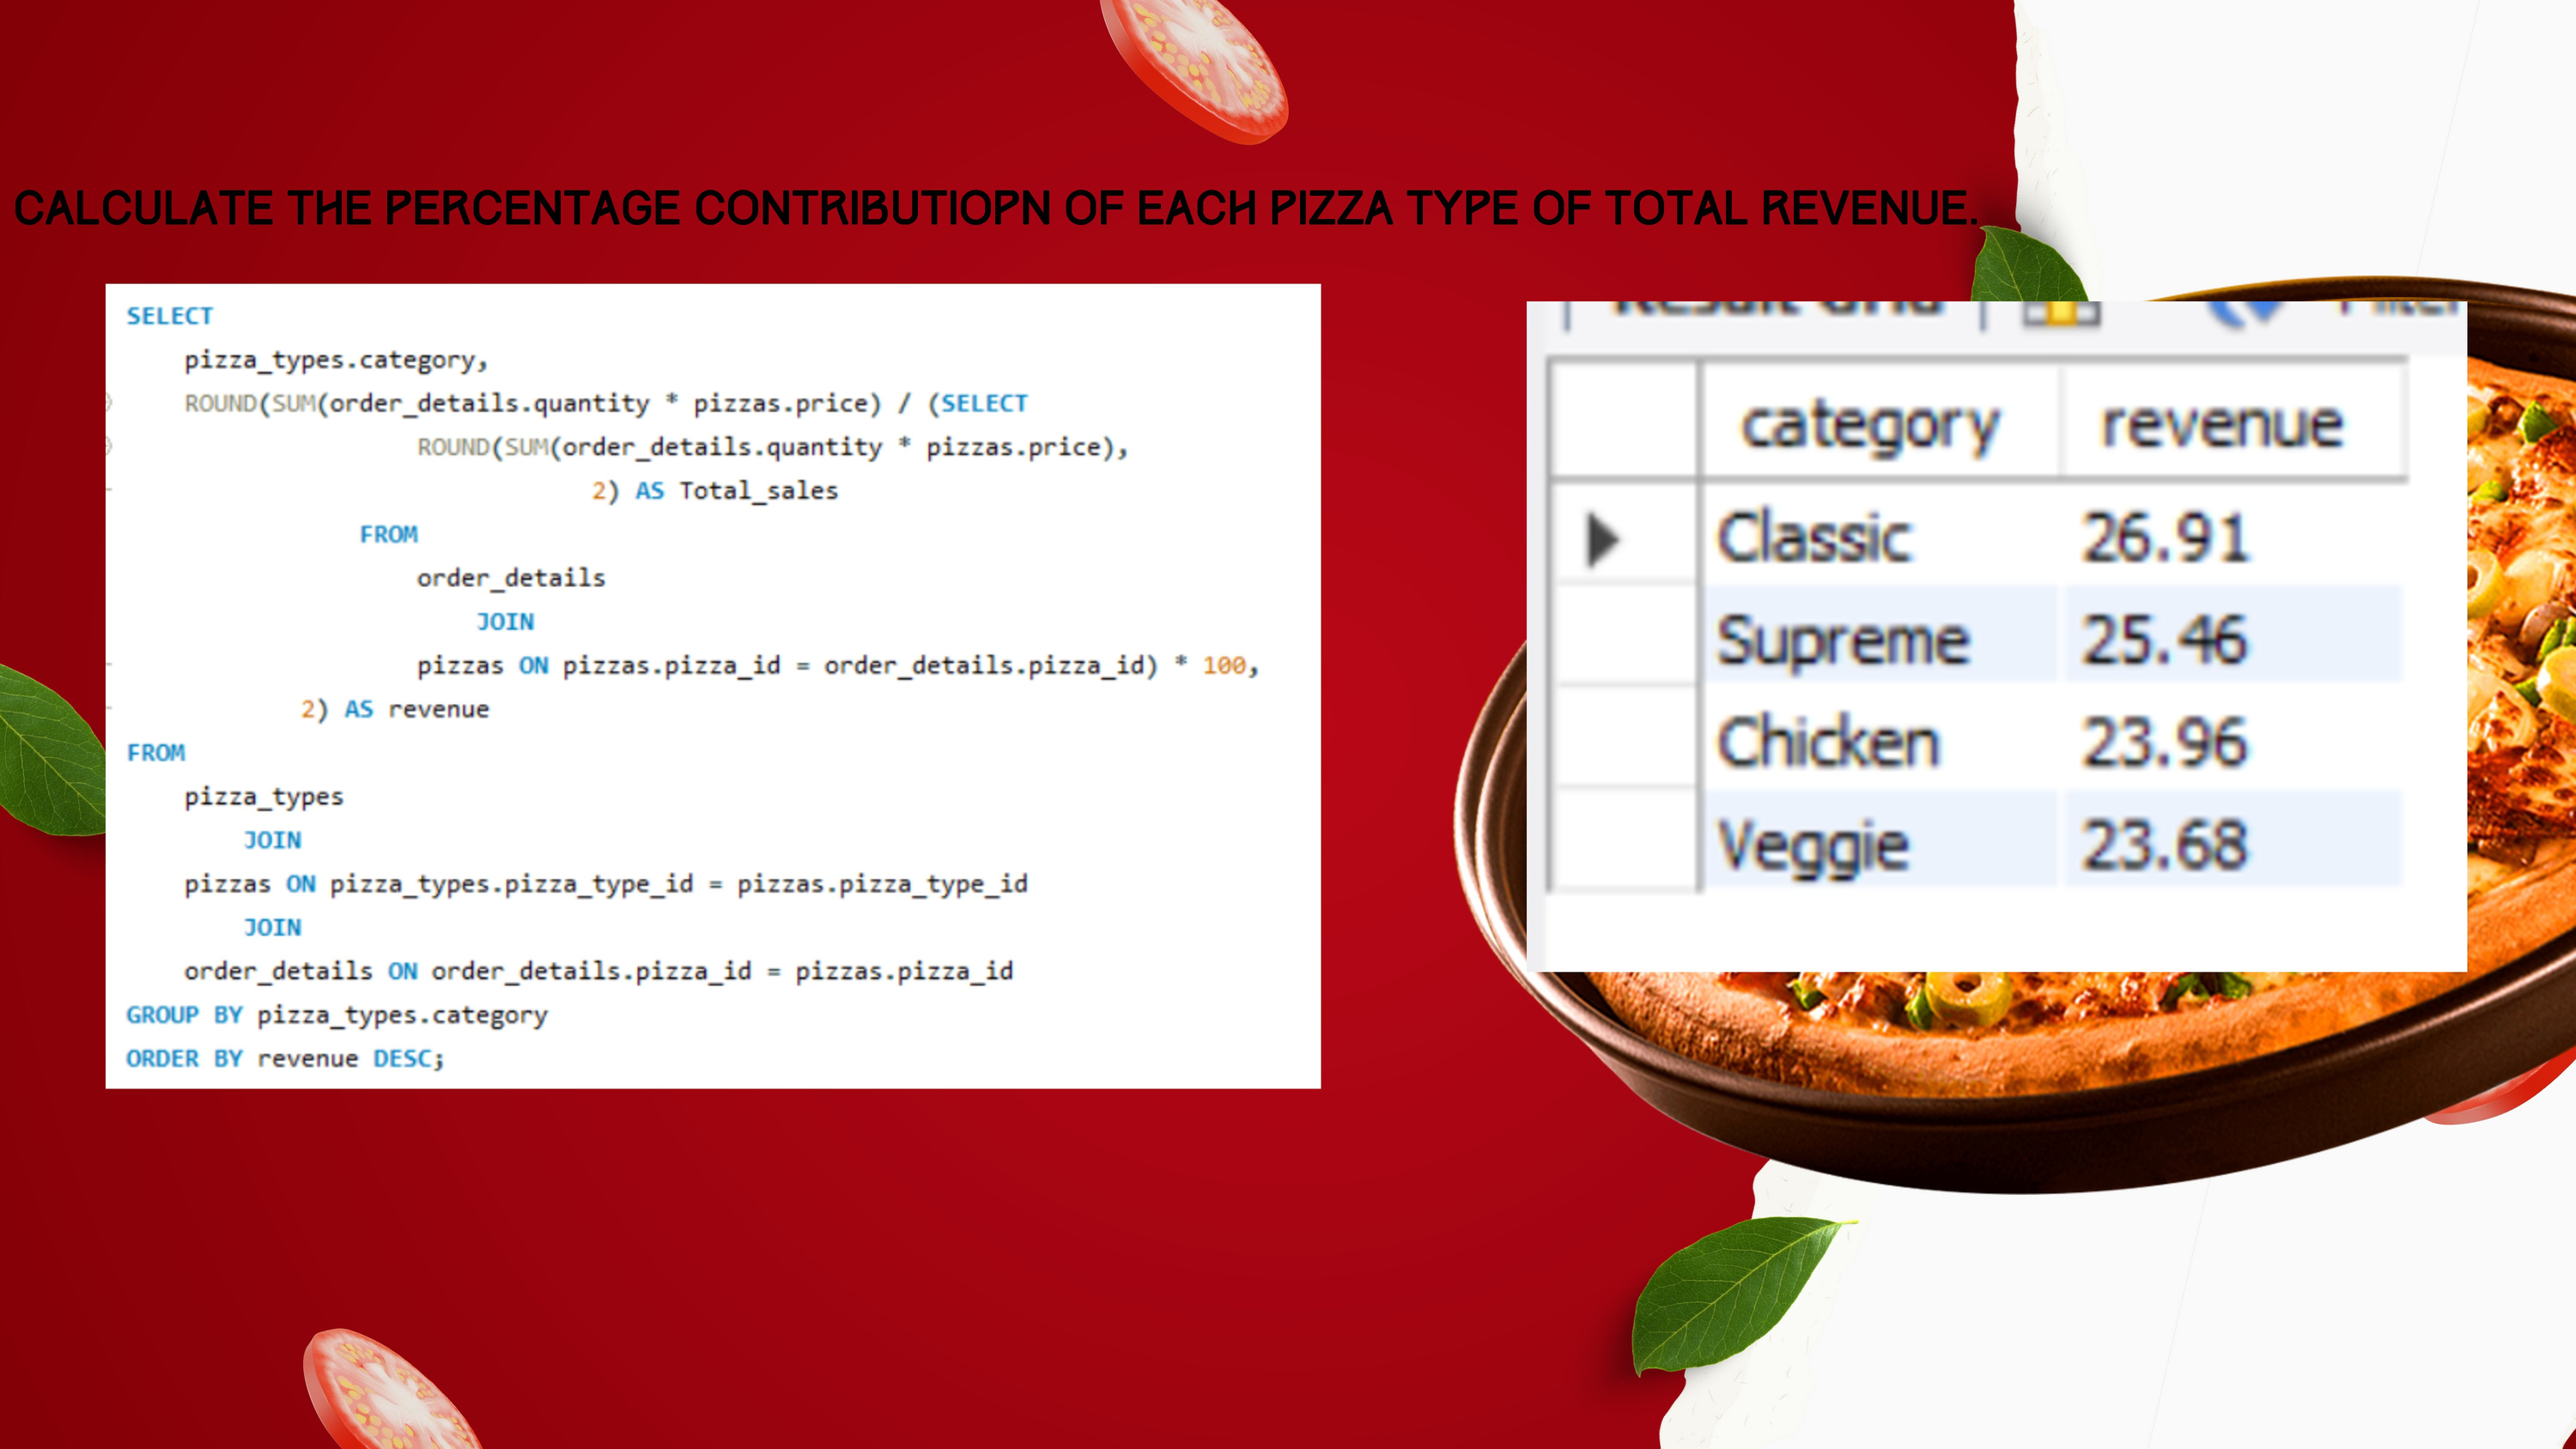 CALCULATE THE PERCENTAGE CONTRIBUTIOPN OF EACH PIZZA TYPE OF TOTAL REVENUE.
SELECT
pizza_types.category,
ROUND(SUM(order_details.quantity * pizzas.price) / (SELECT
ROUND(SUM(order_details.quantity * pizzas.price),
2) AS Total_sales
FROM
order_details
JOIN
pizzas ON pizzas.pizza_id = order_details.pizza_id) * 100,
2) AS revenue
FROM
pizza_types
JOIN
pizzas ON pizza_types.pizza_type_id = pizzas.pizza_type_id
JOIN
order_details ON order_details.pizza_id = pizzas.pizza_id
GROUP BY pizza_types.category
ORDER BY revenue DESC;
category revenue
Classic 26.91
Supreme 25.46
Chicken 23.96
Veggie 23.68